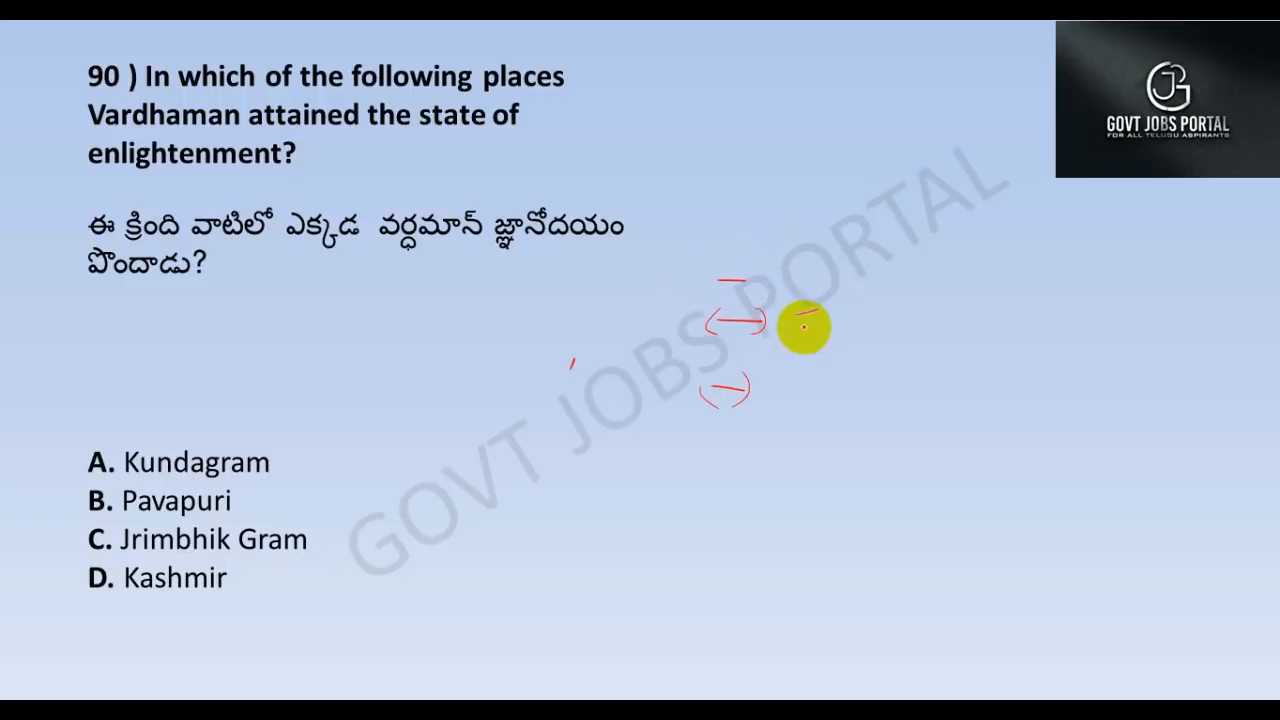 90 ) In which of the following places
Vardhaman attained the state of
enlightenment?
ఈ క్రింది వాటిలో ఎక్కడ వర్ధమాన్ జ్ఞానోదయం
పొందాడు?
A. Kundagram
B. Pavapuri
C. Jrimbhik Gram
D. Kashmir
GJP
GOVT JOBS PORTAL
FOR ALL TELUGU ASPIRANTS
GOVT JOBS PORTAL